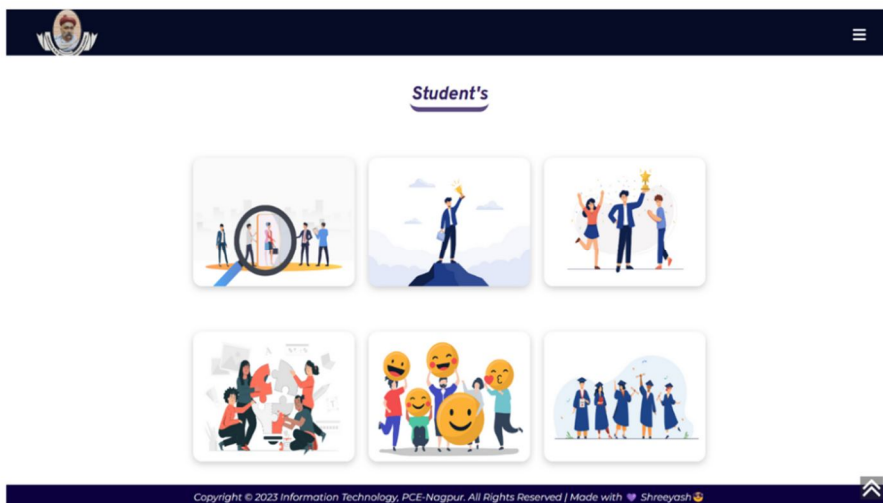 Student's
Copyright © 2023 Information Technology, PCE-Nagpur. All Rights Reserved | Made with 💜 Shreeyash 😎